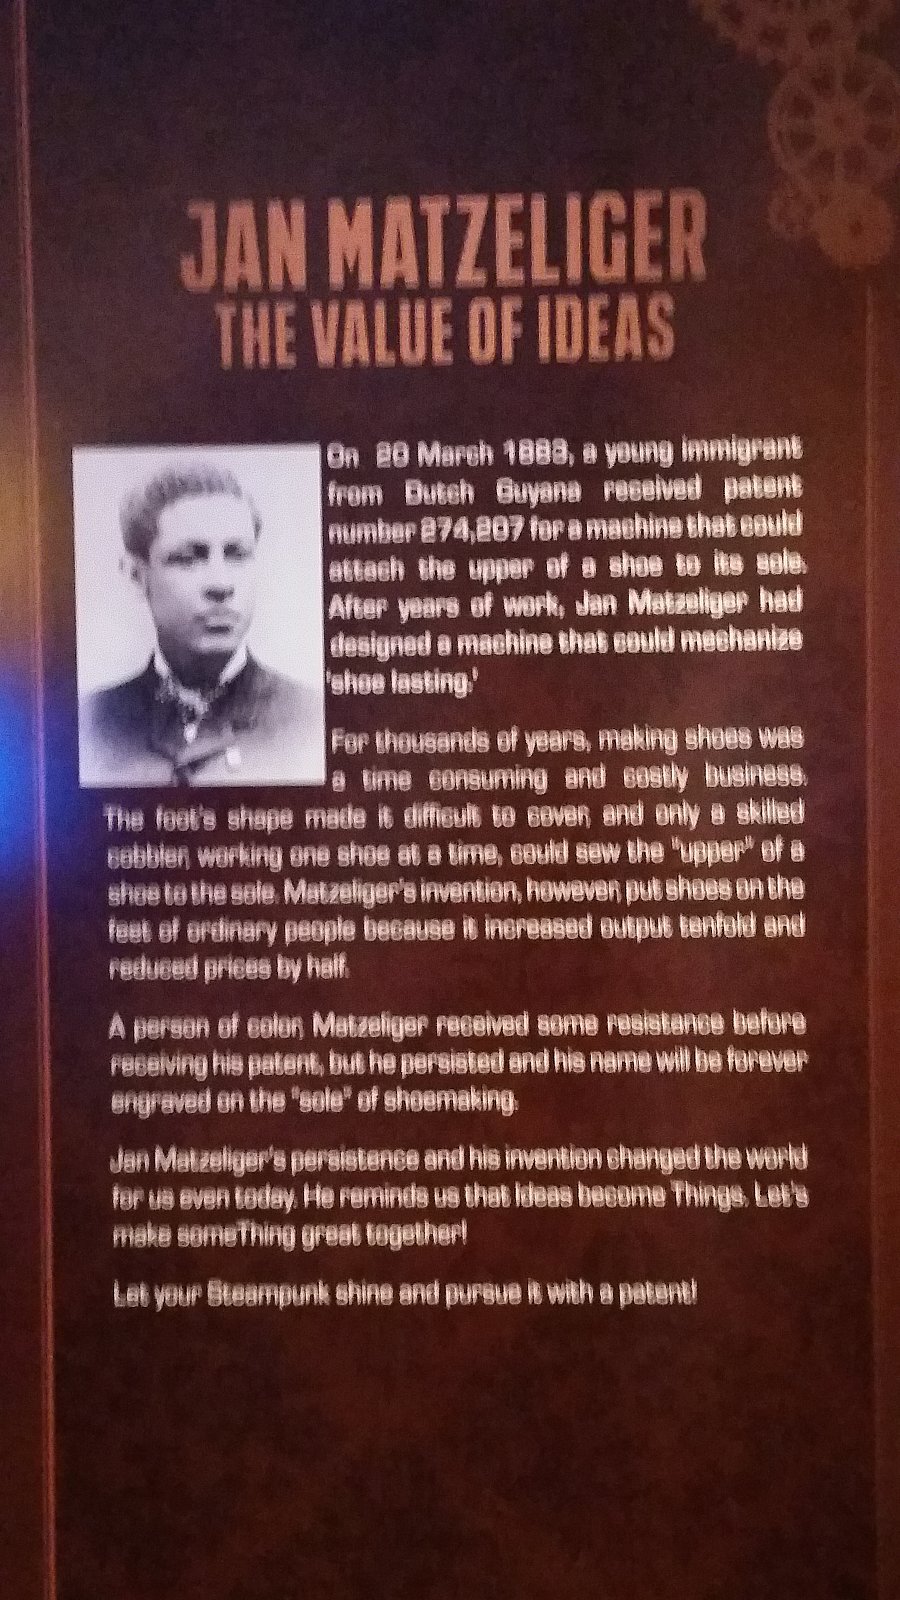 JAN MATZELIGER
THE VALUE OF IDEAS
On 20 March 1883, a young immigrant
from Dutch Guyana received patent
number 274,207 for a machine that could
attach the upper of a shoe to its sole.
After years of work, Jan Matzeliger had
designed a machine that could mechanize
'shoe lasting.'
For thousands of years, making shoes was
a time consuming and costly business.
The foot's shape made it difficult to cover, and only a skilled
cobbler, working one shoe at a time, could sew the "upper" of a
shoe to the sole. Matzeliger's invention, however, put shoes on the
feet of ordinary people because it increased output tenfold and
reduced prices by half.
A person of color, Matzeliger received some resistance before
receiving his patent, but he persisted and his name will be forever
engraved on the "sole" of shoemaking.
Jan Matzeliger's persistence and his invention changed the world
for us even today. He reminds us that Ideas become Things. Let's
make someThing great together!
Let your Steampunk shine and pursue it with a patent!